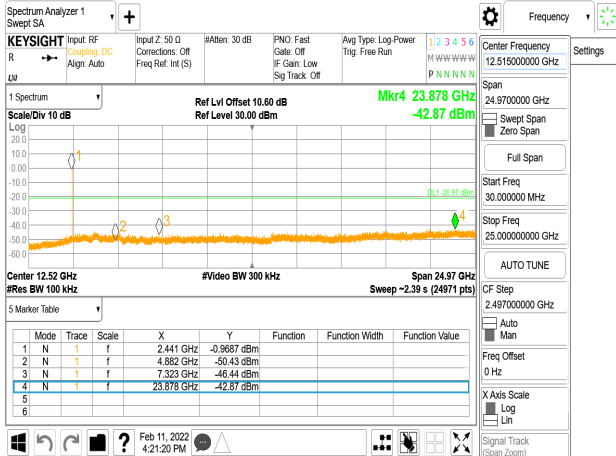 Spectrum Analyzer 1
Swept SA
Frequency
KEYSIGHT
R
Input: RF
Coupling: DC
Align: Auto
Input Z: 50 Ω
Corrections: Off
Freq Ref: Int (S)
#Atten: 30 dB
PNO: Fast
Gate: Off
IF Gain: Low
Sig Track: Off
Avg Type: Log-Power
Trig: Free Run
1 2 3 4 5 6
M W W W W W
P N N N N N
Center Frequency
12.515000000 GHz
Settings
Span
24.9700000 GHz
Swept Span
Zero Span
Full Span
Start Freq
30.000000 MHz
Stop Freq
25.000000000 GHz
AUTO TUNE
CF Step
2.497000000 GHz
Auto
Man
Freq Offset
0 Hz
X Axis Scale
Log
Lin
Signal Track
(Span Zoom)
1 Spectrum
Scale/Div 10 dB
Ref Lvl Offset 10.60 dB
Ref Level 30.00 dBm
Mkr4 23.878 GHz
-42.87 dBm
Log
20.0
10.0
0.00
-10.0
-20.0
-30.0
-40.0
-50.0
-60.0
1
2
3
4
DL1 -20.97 dBm
Center 12.52 GHz
#Res BW 100 kHz
#Video BW 300 kHz
Span 24.97 GHz
Sweep ~2.39 s (24971 pts)
5 Marker Table
Mode Trace Scale X Y Function Function Width Function Value
1 N 1 f 2.441 GHz -0.9687 dBm
2 N 1 f 4.882 GHz -50.43 dBm
3 N 1 f 7.323 GHz -46.44 dBm
4 N 1 f 23.878 GHz -42.87 dBm
5
6
?
Feb 11, 2022
4:21:20 PM